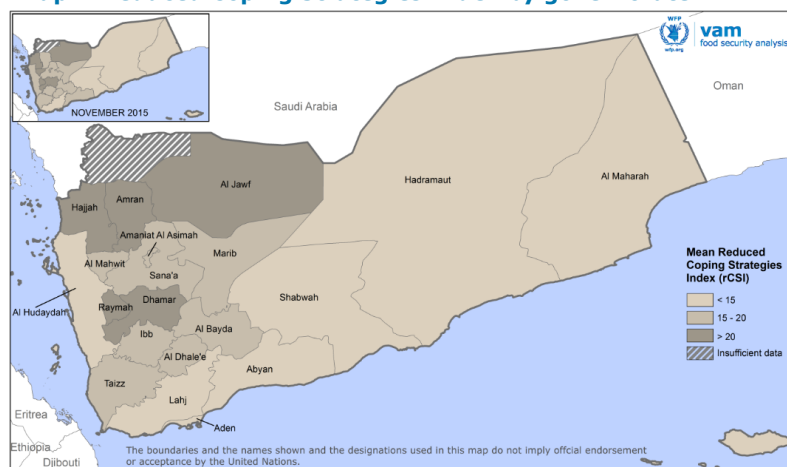 NOVEMBER 2015
WFP
wfp.org
vam
food security analysis
Saudi Arabia
Oman
Al Jawf
Hadramaut
Al Maharah
Hajjah
Amran
Amaniat Al Asimah
Marib
Al Mahwit
Sana'a
Shabwah
Al Hudaydah
Raymah
Dhamar
Ibb
Al Bayda
Al Dhale'e
Abyan
Taizz
Lahj
Aden
Mean Reduced
Coping Strategies
Index (rCSI)
< 15
15 - 20
> 20
Insufficient data
Eritrea
Ethiopia
Djibouti
The boundaries and the names shown and the designations used in this map do not imply offcial endorsement
or acceptance by the United Nations.